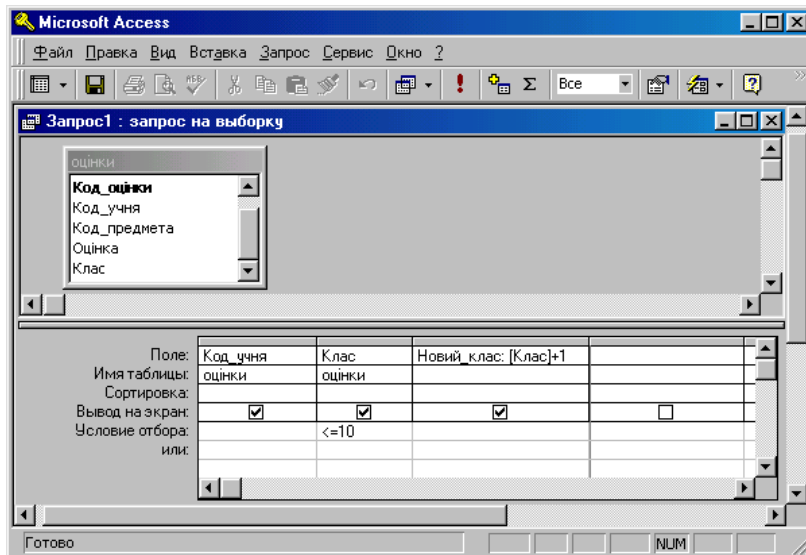 Microsoft Access
Файл Правка Вид Вставка Запрос Сервис Окно ?
Все
Запрос1 : запрос на выборку
оцінки
Код_оцінки
Код_учня
Код_предмета
Оцінка
Клас
Поле: Код_учня Клас Новий_клас: [Клас]+1
Имя таблицы: оцінки оцінки
Сортировка:
Вывод на экран:
Условие отбора: <=10
или:
Готово NUM